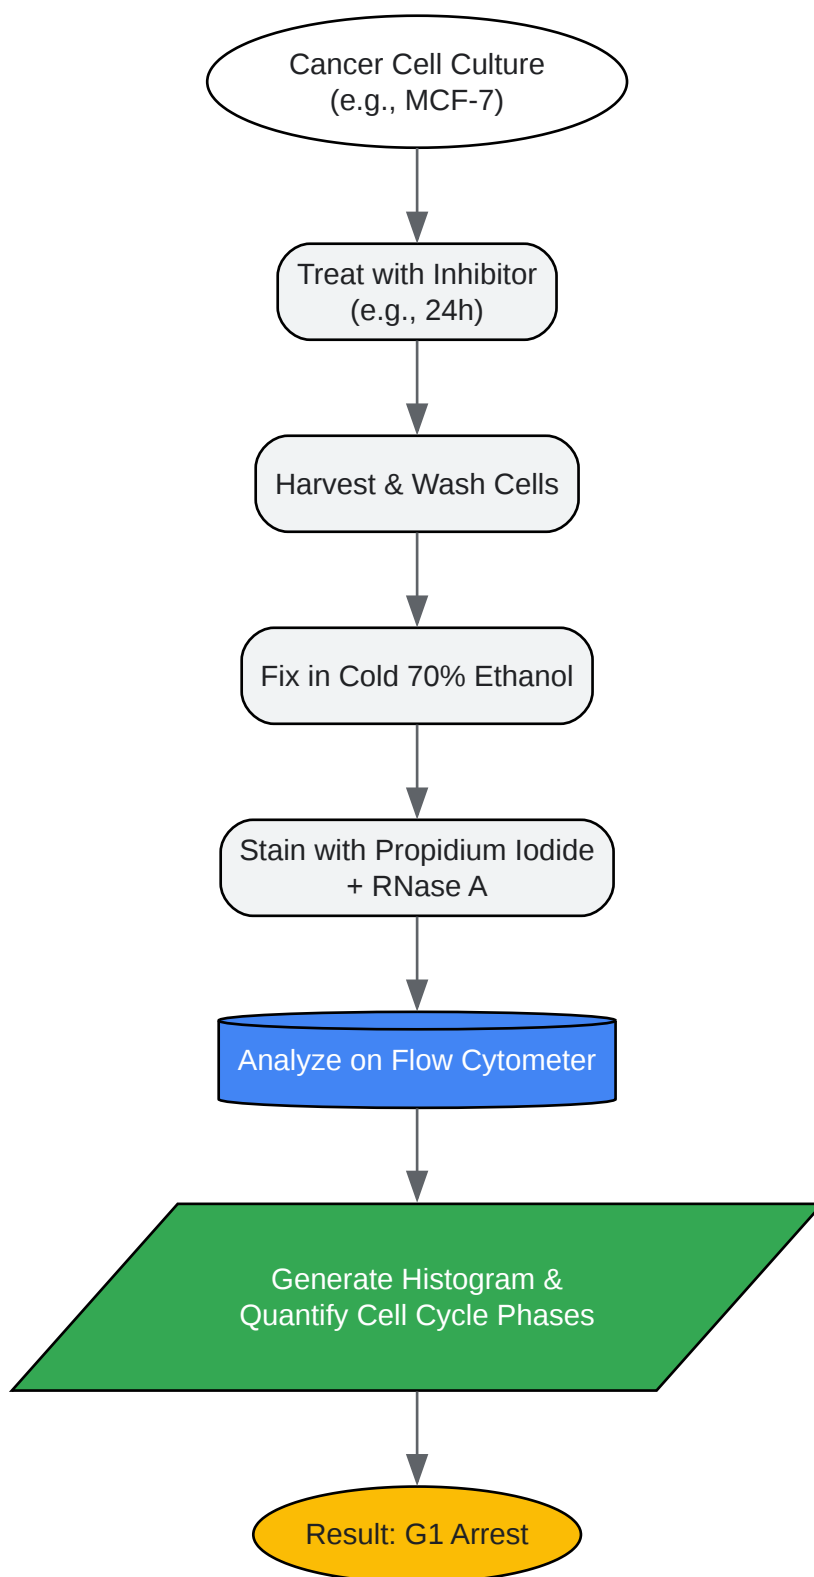 Cancer Cell Culture
(e.g., MCF-7)
Treat with Inhibitor
(e.g., 24h)
Harvest & Wash Cells
Fix in Cold 70% Ethanol
Stain with Propidium Iodide
+ RNase A
Analyze on Flow Cytometer
Generate Histogram &
Quantify Cell Cycle Phases
Result: G1 Arrest